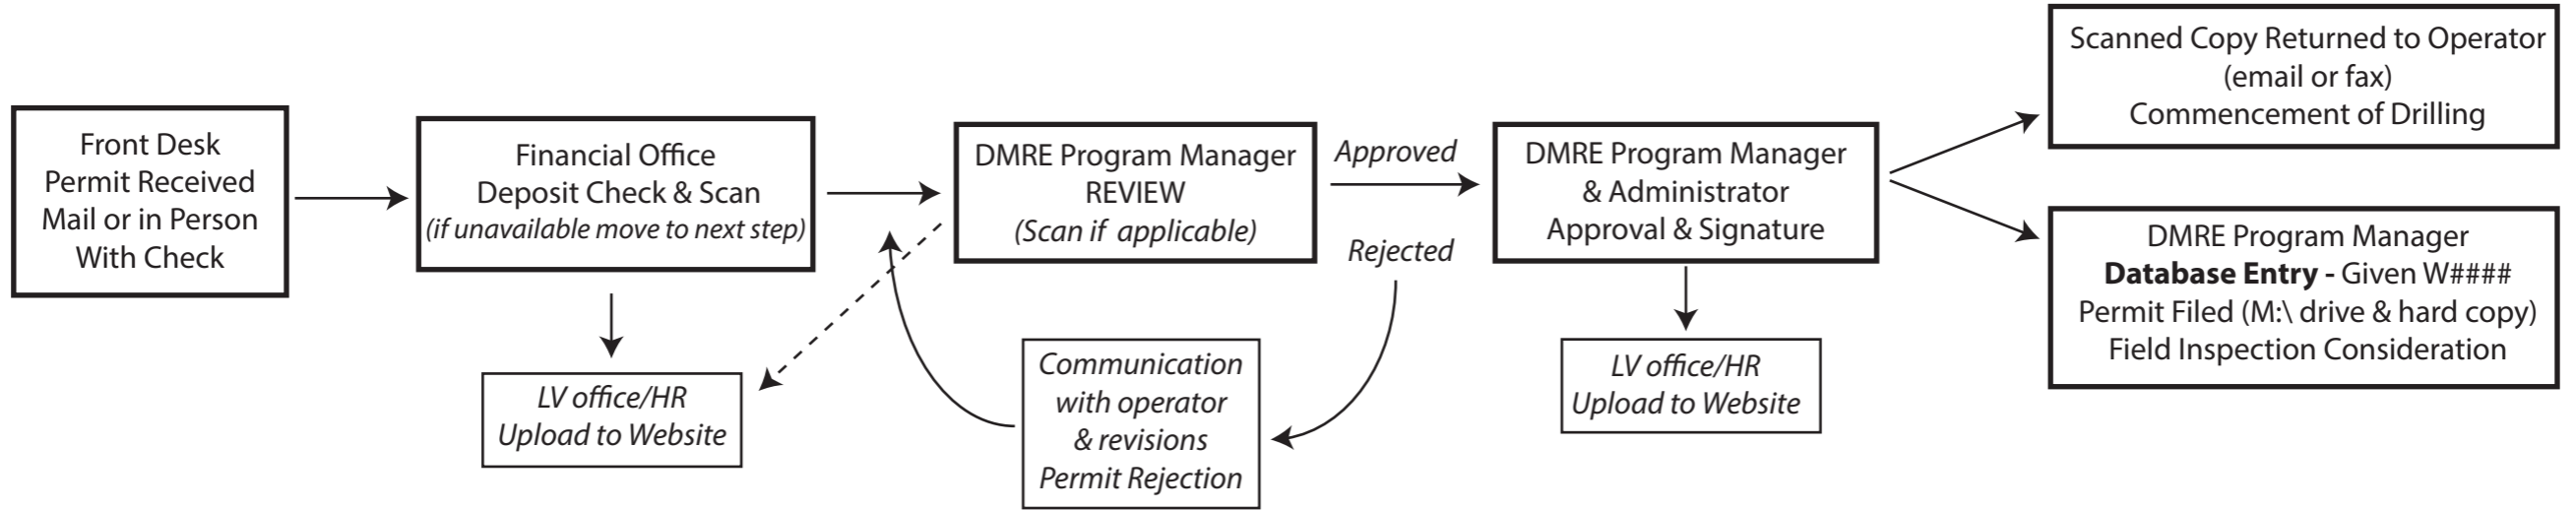 Front Desk
Permit Received
Mail or in Person
With Check
Financial Office
Deposit Check & Scan
(if unavailable move to next step)
LV office/HR
Upload to Website
DMRE Program Manager
REVIEW
(Scan if applicable)
Approved
Rejected
Communication
with operator
& revisions
Permit Rejection
DMRE Program Manager
& Administrator
Approval & Signature
LV office/HR
Upload to Website
Scanned Copy Returned to Operator
(email or fax)
Commencement of Drilling
DMRE Program Manager
Database Entry - Given W####
Permit Filed (M:\ drive & hard copy)
Field Inspection Consideration